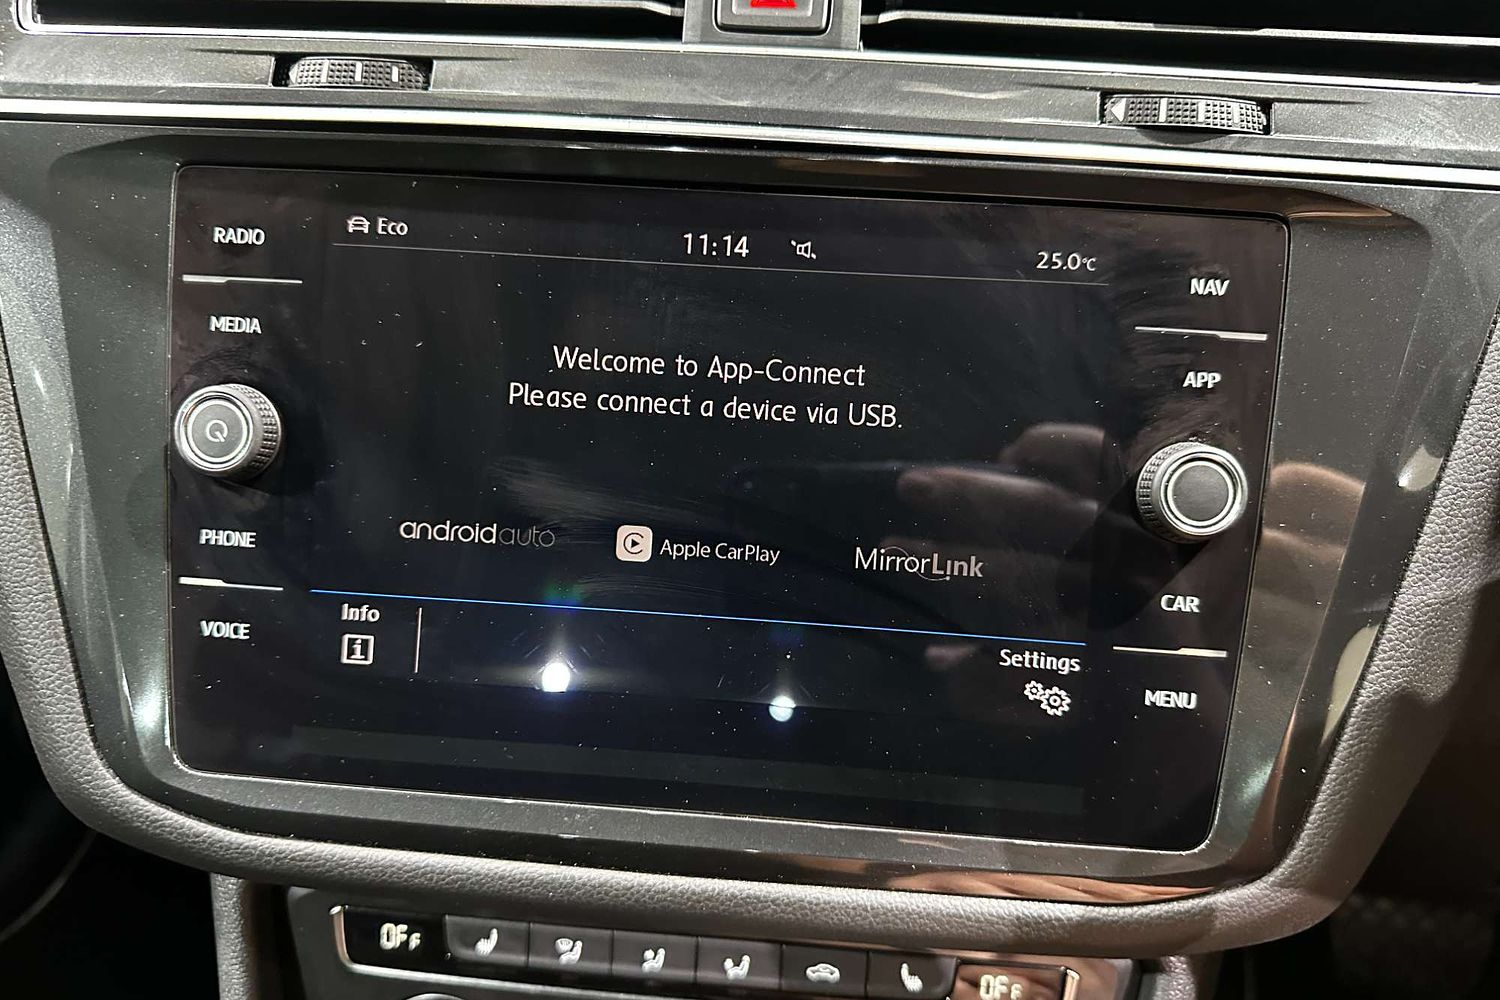 RADIO
MEDIA
PHONE
VOICE
Eco
11:14
25.0°C
Welcome to App-Connect
Please connect a device via USB.
androidauto
Apple CarPlay
MirrorLink
Info
Settings
NAV
APP
CAR
MENU
OFF
OFF